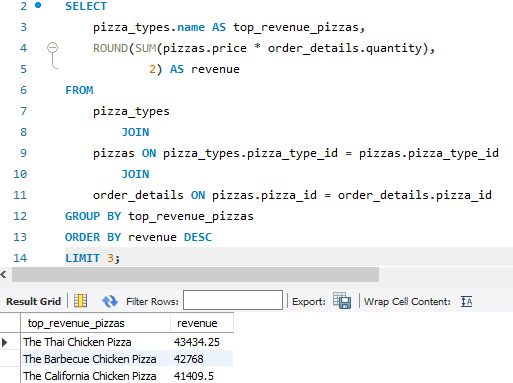 2 SELECT
3 pizza_types.name AS top_revenue_pizzas,
4 ROUND(SUM(pizzas.price * order_details.quantity),
5 2) AS revenue
6 FROM
7 pizza_types
8 JOIN
9 pizzas ON pizza_types.pizza_type_id = pizzas.pizza_type_id
10 JOIN
11 order_details ON pizzas.pizza_id = order_details.pizza_id
12 GROUP BY top_revenue_pizzas
13 ORDER BY revenue DESC
14 LIMIT 3;
Result Grid Filter Rows: Export: Wrap Cell Content: IA
top_revenue_pizzas revenue
The Thai Chicken Pizza 43434.25
The Barbecue Chicken Pizza 42768
The California Chicken Pizza 41409.5